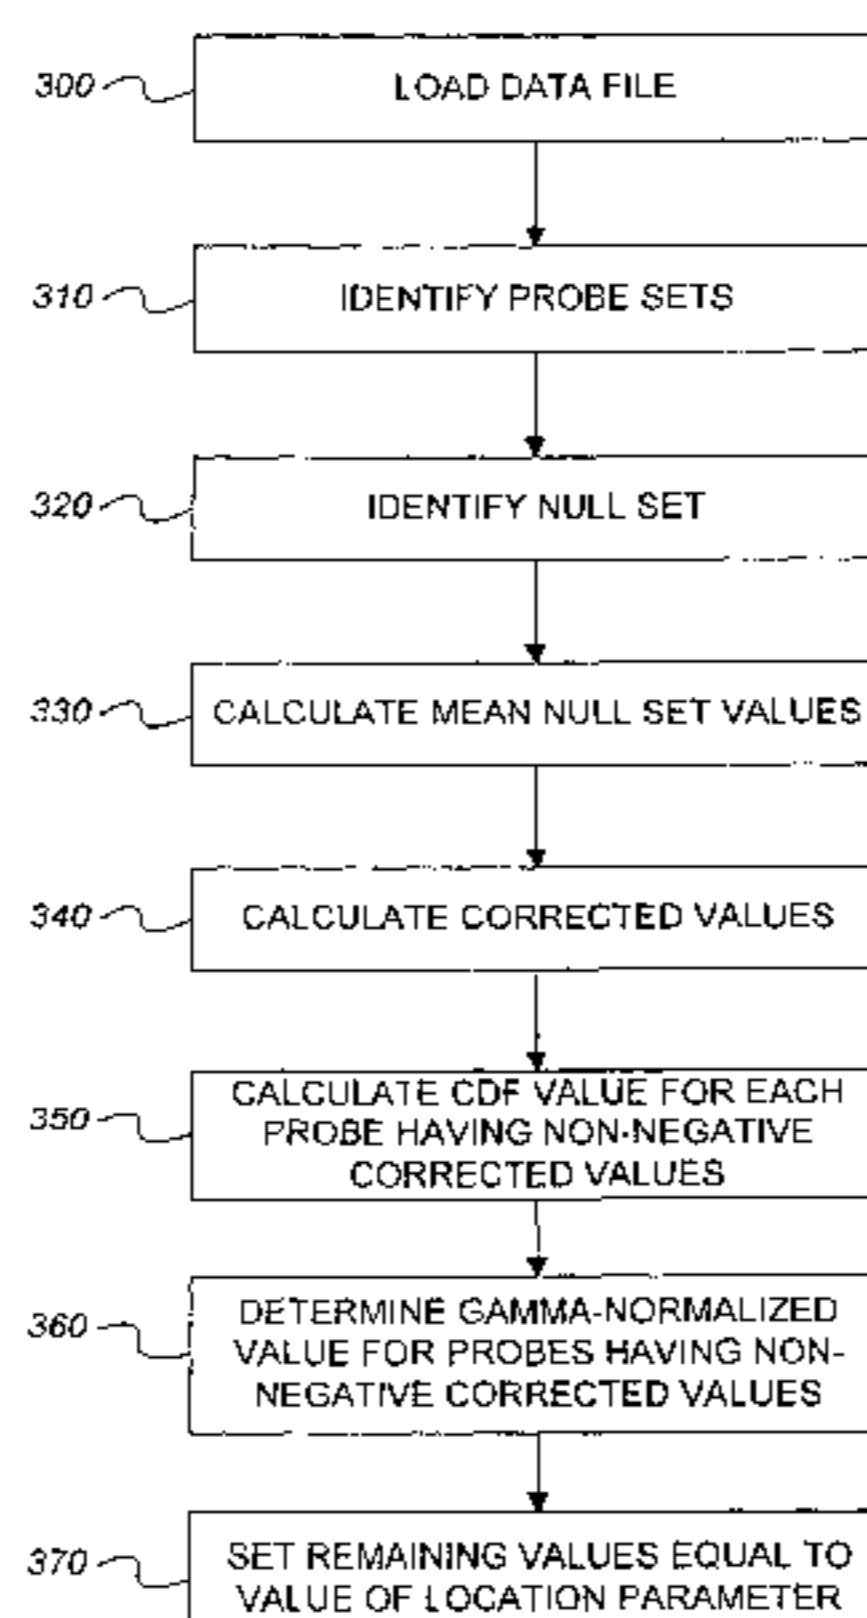 300 LOAD DATA FILE
310 IDENTIFY PROBE SETS
320 IDENTIFY NULL SET
330 CALCULATE MEAN NULL SET VALUES
340 CALCULATE CORRECTED VALUES
350 CALCULATE CDF VALUE FOR EACH
PROBE HAVING NON-NEGATIVE
CORRECTED VALUES
360 DETERMINE GAMMA-NORMALIZED
VALUE FOR PROBES HAVING NON-
NEGATIVE CORRECTED VALUES
370 SET REMAINING VALUES EQUAL TO
VALUE OF LOCATION PARAMETER